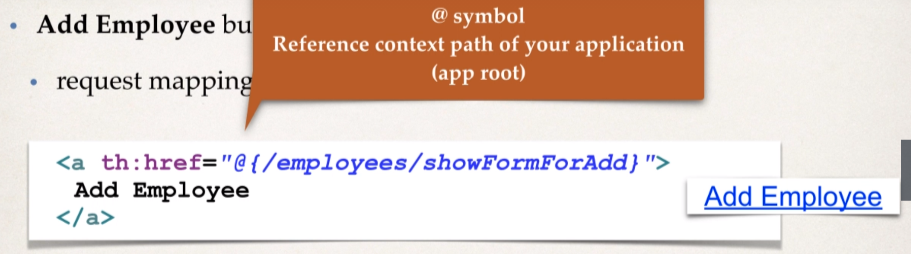 • Add Employee bu
@ symbol
Reference context path of your application
(app root)
• request mapping
<a th:href="@{/employees/showFormForAdd}">
Add Employee
</a>
Add Employee